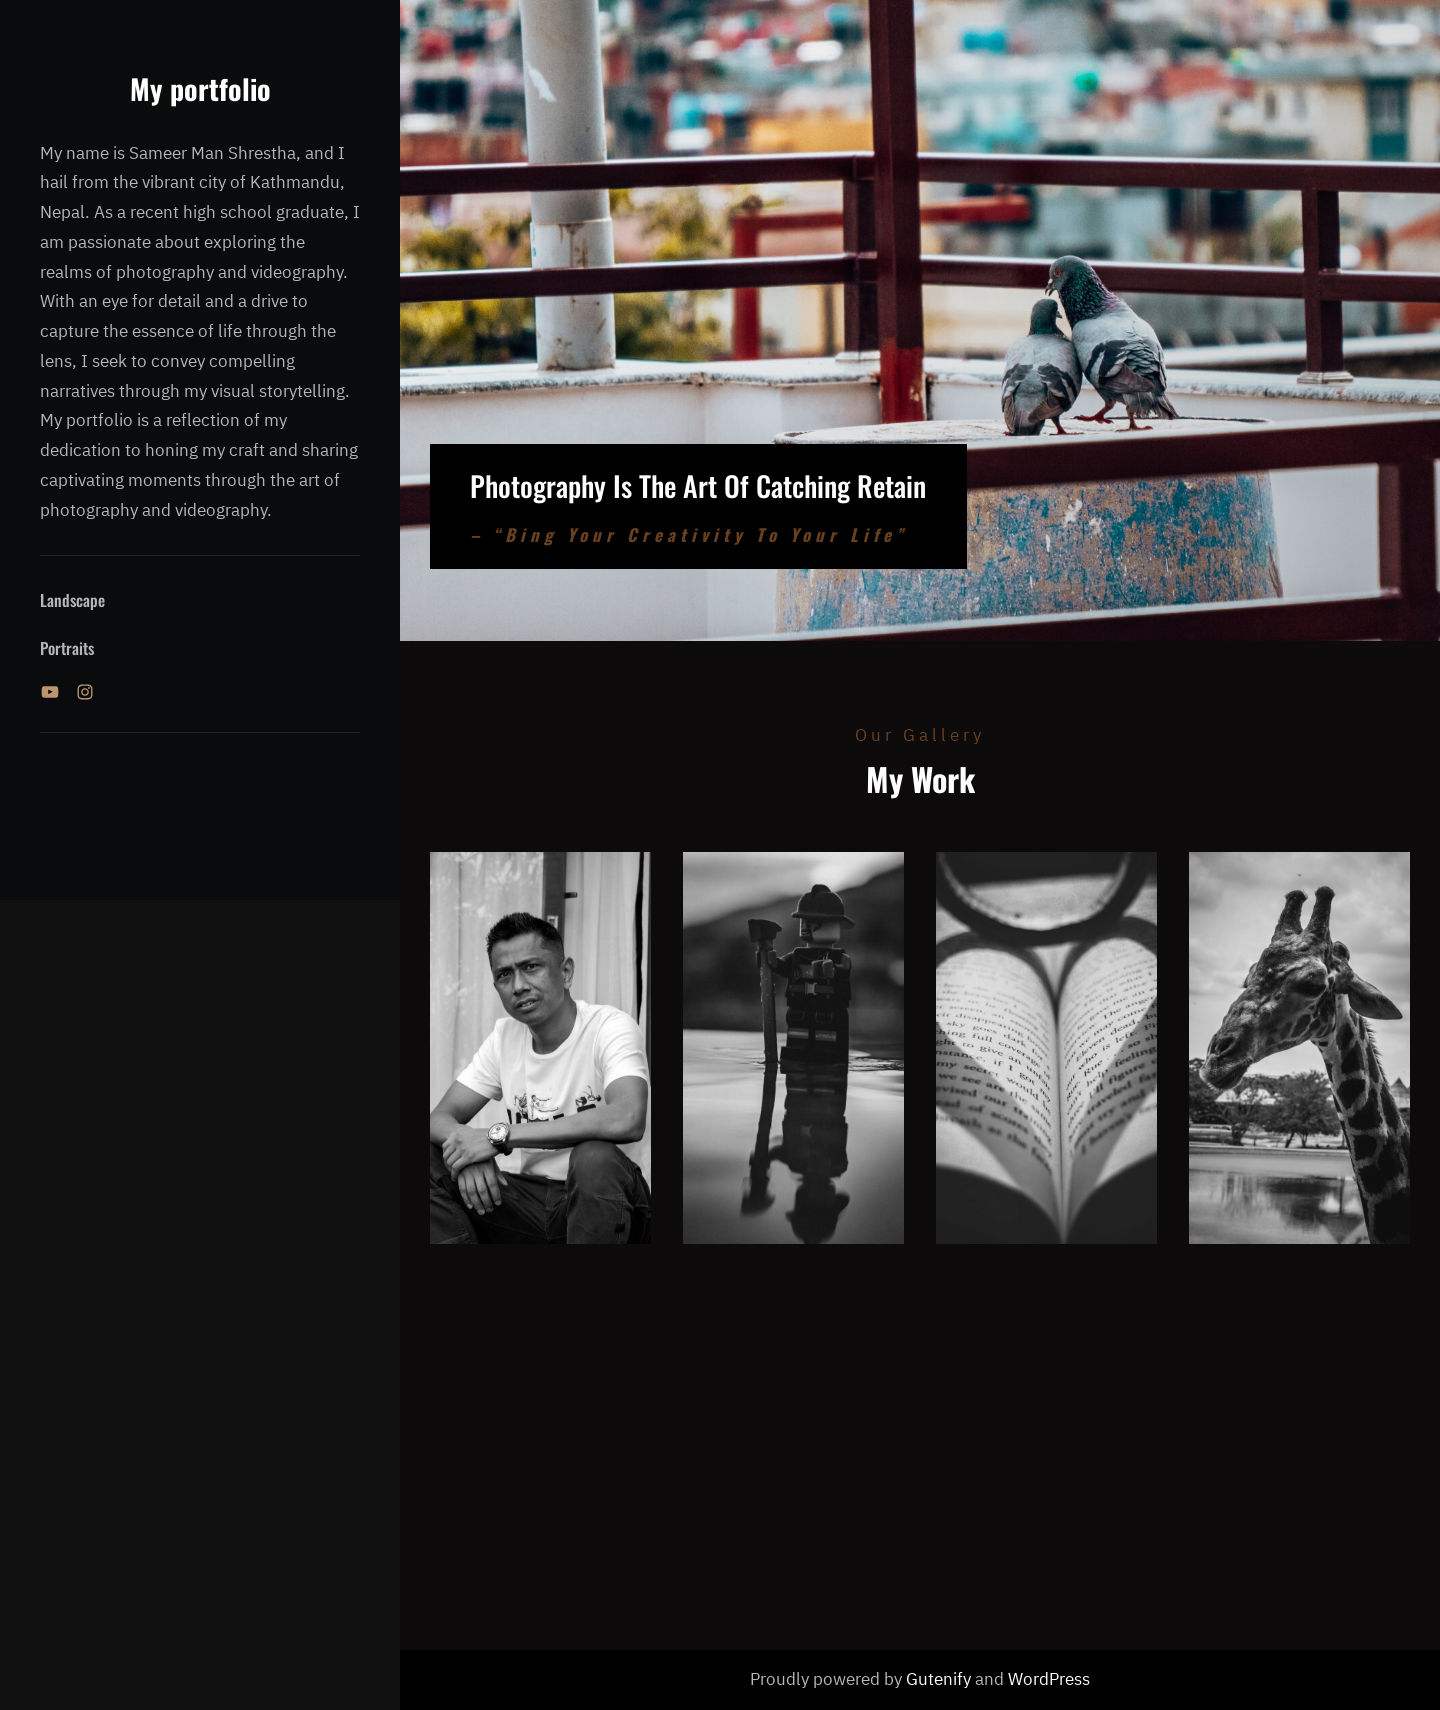 My portfolio
My name is Sameer Man Shrestha, and I
hail from the vibrant city of Kathmandu,
Nepal. As a recent high school graduate, I
am passionate about exploring the
realms of photography and videography.
With an eye for detail and a drive to
capture the essence of life through the
lens, I seek to convey compelling
narratives through my visual storytelling.
My portfolio is a reflection of my
dedication to honing my craft and sharing
captivating moments through the art of
photography and videography.
Landscape
Portraits
Photography Is The Art Of Catching Retain
– “Bing Your Creativity To Your Life”
Our Gallery
My Work
Proudly powered by Gutenify and WordPress